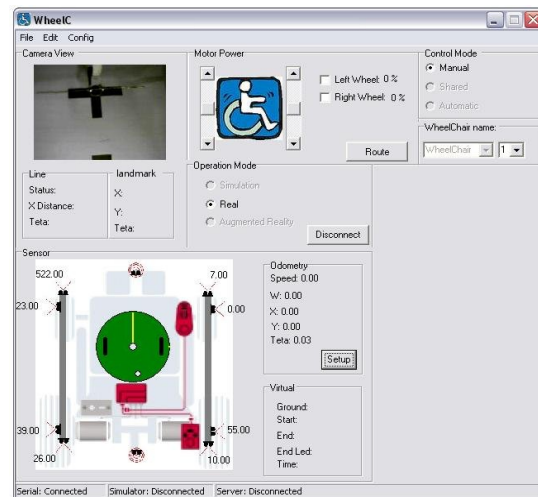 WheelC
File Edit Config
Camera View
Motor Power
Left Wheel: 0 %
Right Wheel: 0 %
Route
Control Mode
Manual
Shared
Automatic
WheelChair name:
WheelChair 1
Line
Status:
X Distance:
Teta:
landmark
X:
Y:
Teta:
Operation Mode
Simulation
Real
Augmented Reality
Disconnect
Sensor
522.00 7.00
23.00 0.00
39.00 55.00
26.00 10.00
Odometry
Speed: 0.00
W: 0.00
X: 0.00
Y: 0.00
Teta: 0.03
Setup
Virtual
Ground:
Start:
End:
End Led:
Time:
Serial: Connected Simulator: Disconnected Server: Disconnected